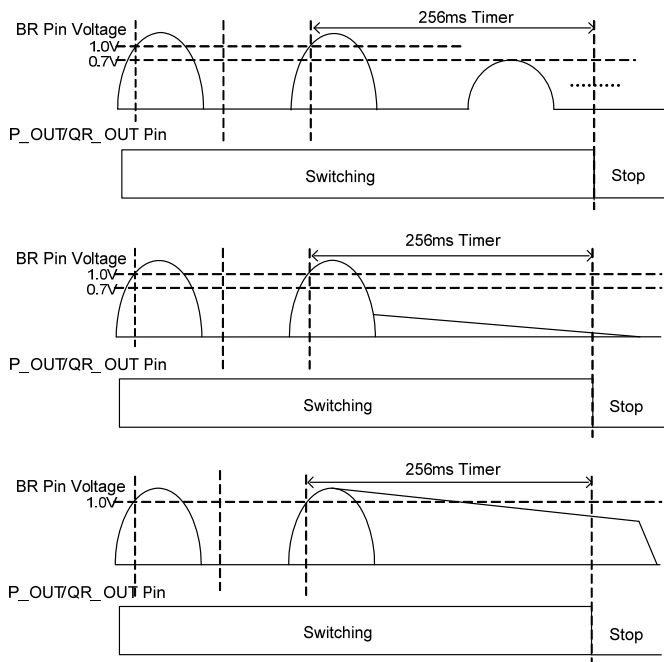 256ms Timer
BR Pin Voltage
1.0V
0.7V
P_OUT/QR_OUT Pin
Switching
Stop
256ms Timer
BR Pin Voltage
1.0V
0.7V
P_OUT/QR_OUT Pin
Switching
Stop
256ms Timer
BR Pin Voltage
1.0V
P_OUT/QR_OUT Pin
Switching
Stop